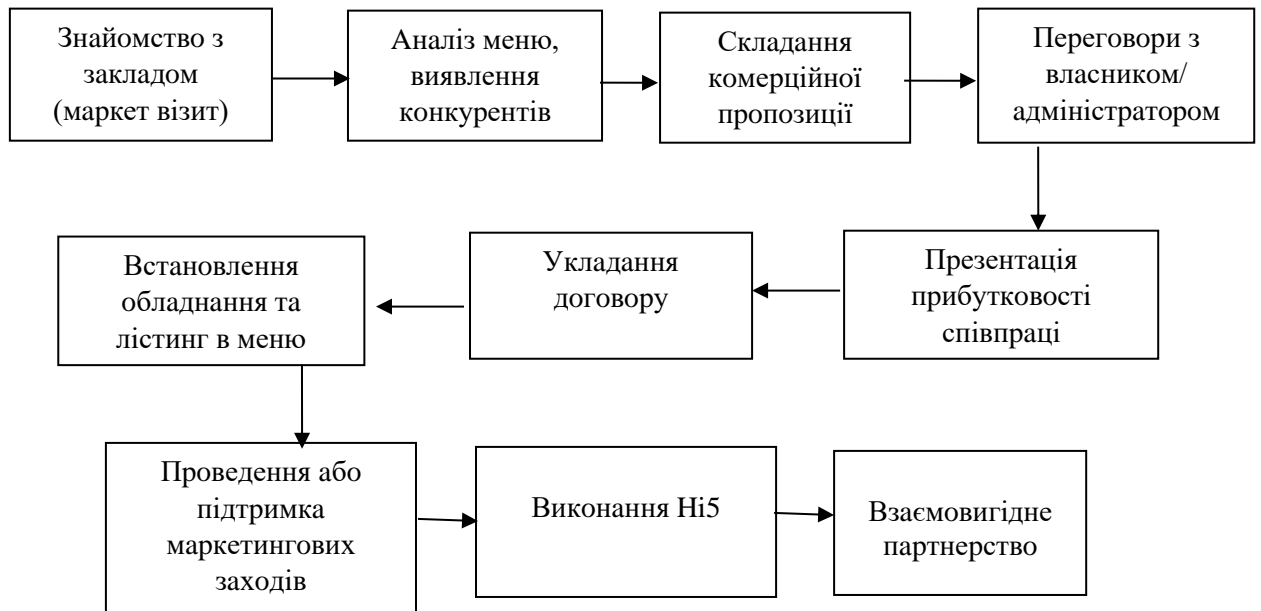 Знайомство з
закладом
(маркет візит)
Аналіз меню,
виявлення
конкурентів
Складання
комерційної
пропозиції
Переговори з
власником/
адміністратором
Презентація
прибутковості
співпраці
Укладання
договору
Встановлення
обладнання та
лістинг в меню
Проведення або
підтримка
маркетингових
заходів
Виконання Ні5
Взаємовигідне
партнерство